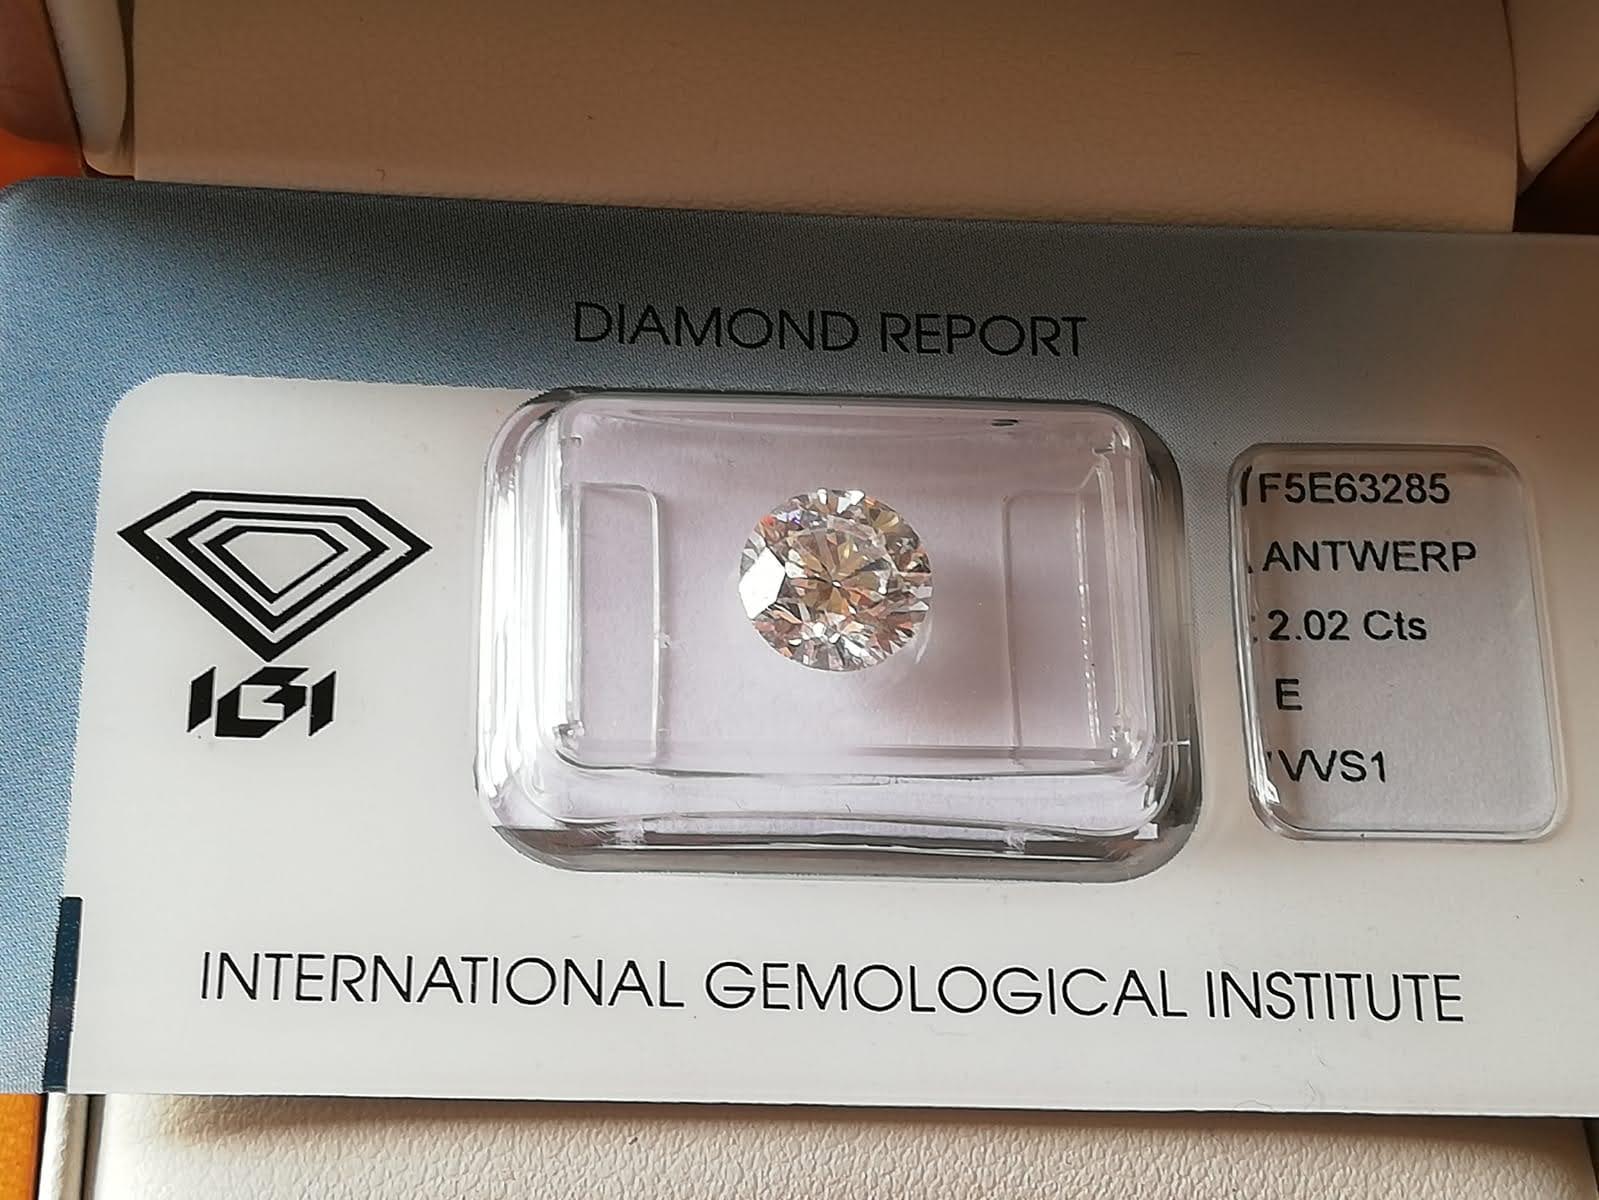 DIAMOND REPORT
IGI
F5E63285
ANTWERP
2.02 Cts
E
VVS1
INTERNATIONAL GEMOLOGICAL INSTITUTE